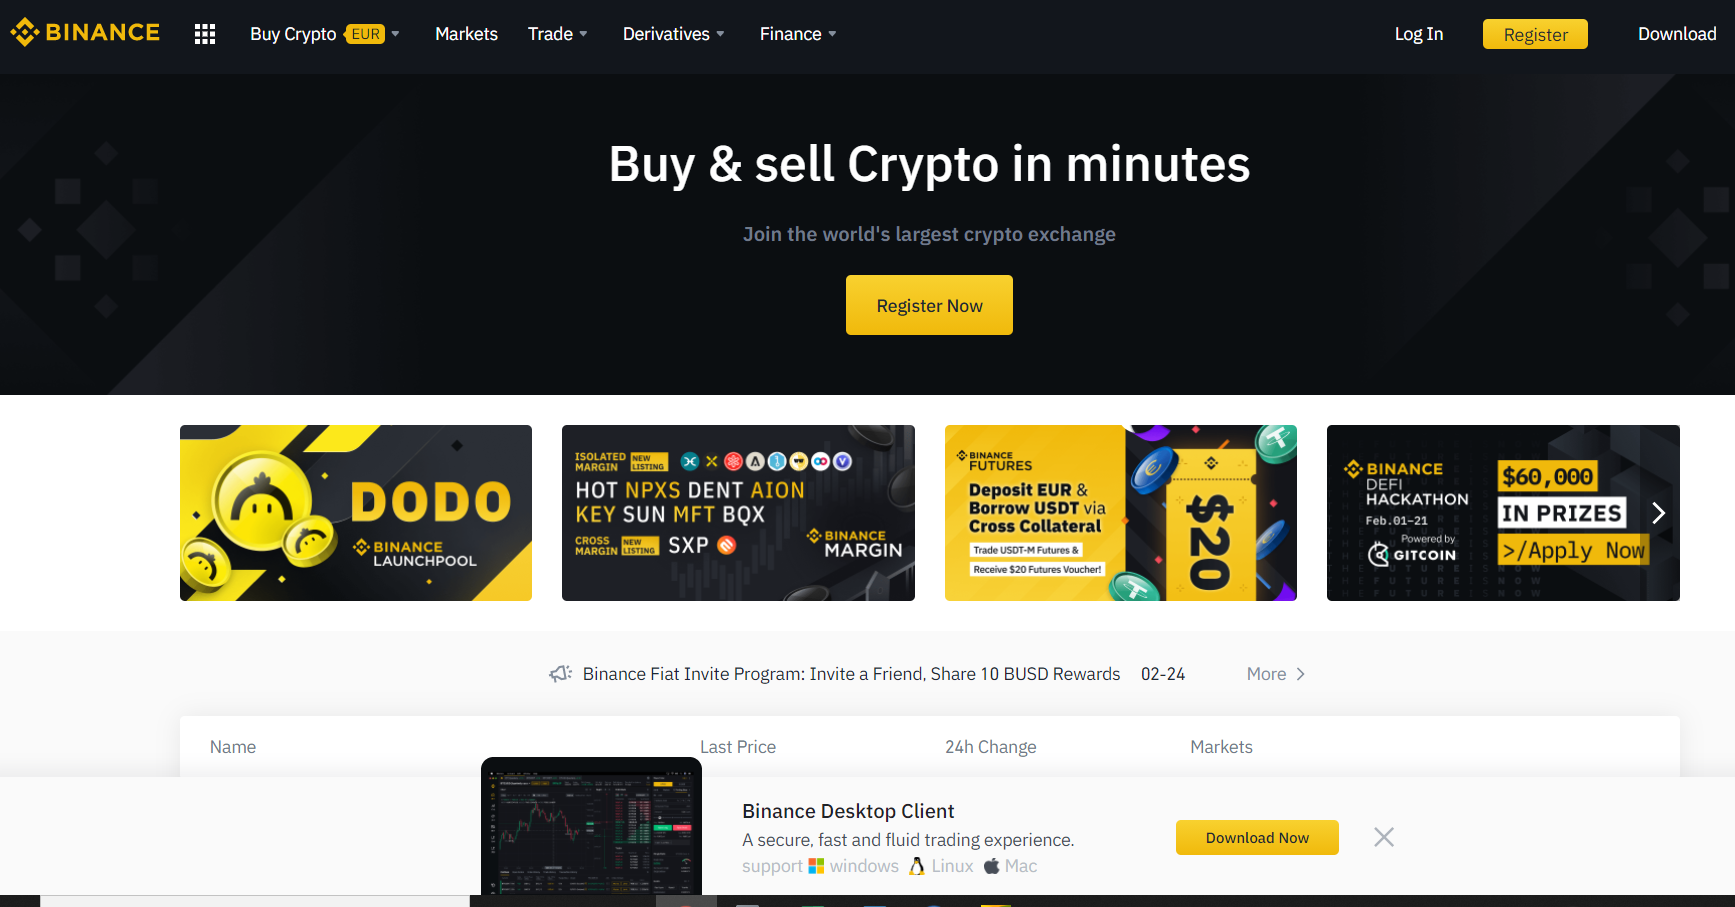 BINANCE
Buy Crypto EUR
Markets
Trade
Derivatives
Finance
Log In
Register
Download
Buy & sell Crypto in minutes
Join the world's largest crypto exchange
Register Now
DODO
BINANCE
LAUNCHPOOL
ISOLATED
MARGIN
NEW
LISTING
HOT NPXS DENT AION
KEY SUN MFT BQX
CROSS
MARGIN
NEW
LISTING
SXP
BINANCE
MARGIN
BINANCE
FUTURES
Deposit EUR &
Borrow USDT via
Cross Collateral
Trade USDT-M Futures &
Receive $20 Futures Voucher!
$20
BINANCE
DEFI
HACKATHON
Feb.01-21
Powered by
GITCOIN
$60,000
IN PRIZES
>/Apply Now
Binance Fiat Invite Program: Invite a Friend, Share 10 BUSD Rewards 02-24
More
Name
Last Price
24h Change
Markets
Binance Desktop Client
A secure, fast and fluid trading experience.
support windows Linux Mac
Download Now